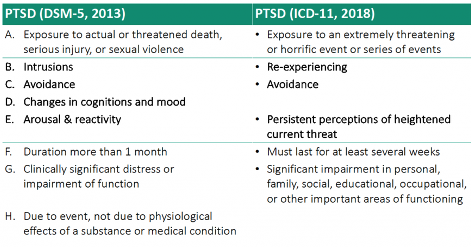 PTSD (DSM-5, 2013)
PTSD (ICD-11, 2018)
A. Exposure to actual or threatened death,
serious injury, or sexual violence
• Exposure to an extremely threatening
or horrific event or series of events
B. Intrusions
• Re-experiencing
C. Avoidance
• Avoidance
D. Changes in cognitions and mood
E. Arousal & reactivity
• Persistent perceptions of heightened
current threat
F. Duration more than 1 month
• Must last for at least several weeks
G. Clinically significant distress or
impairment of function
• Significant impairment in personal,
family, social, educational, occupational,
or other important areas of functioning
H. Due to event, not due to physiological
effects of a substance or medical condition